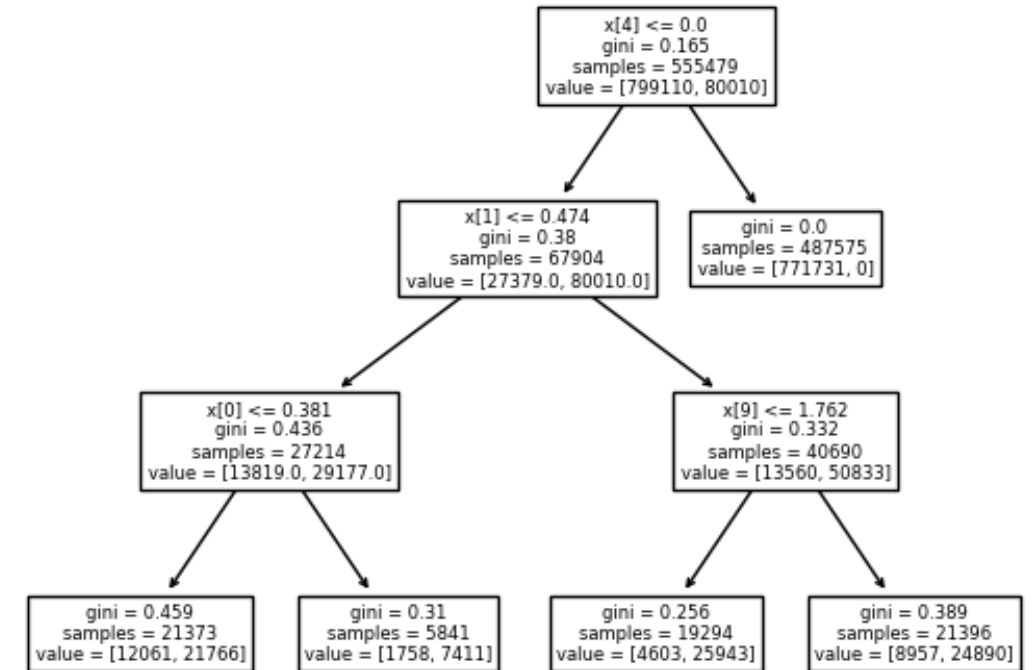 x[4] <= 0.0
gini = 0.165
samples = 555479
value = [799110, 80010]
x[1] <= 0.474
gini = 0.38
samples = 67904
value = [27379.0, 80010.0]
gini = 0.0
samples = 487575
value = [771731, 0]
x[0] <= 0.381
gini = 0.436
samples = 27214
value = [13819.0, 29177.0]
x[9] <= 1.762
gini = 0.332
samples = 40690
value = [13560, 50833]
gini = 0.459
samples = 21373
value = [12061, 21766]
gini = 0.31
samples = 5841
value = [1758, 7411]
gini = 0.256
samples = 19294
value = [4603, 25943]
gini = 0.389
samples = 21396
value = [8957, 24890]